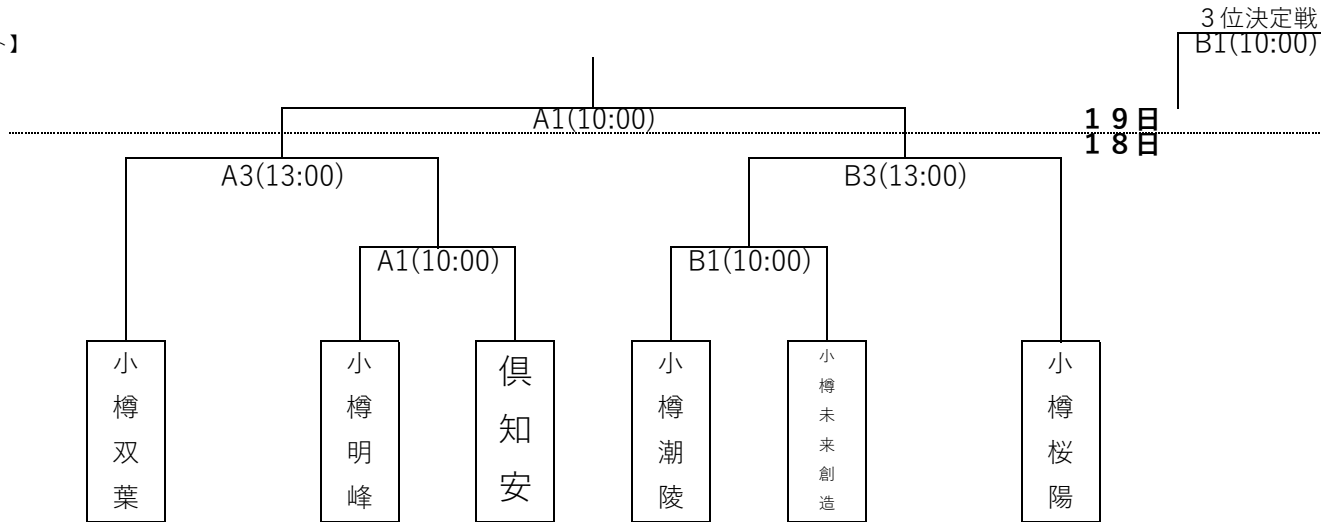 ３位決定戦
ト】
B1(10:00)
A1(10:00)
１９日
１８日
A3(13:00)
B3(13:00)
A1(10:00)
B1(10:00)
小樽双葉
小樽明峰
倶知安
小樽潮陵
小樽未来創造
小樽桜陽